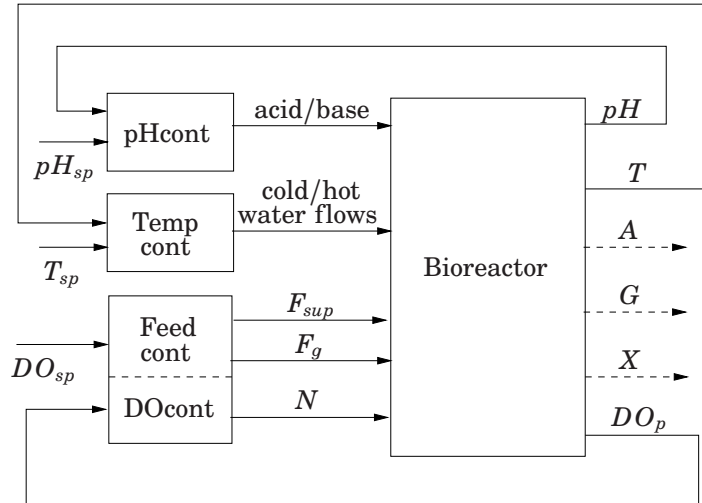 pH
acid/base
pHcont
pH_sp
T
cold/hot
water flows
Temp
cont
A
T_sp
Bioreactor
G
F_sup
Feed
cont
F_g
DO_sp
X
N
DOcont
DO_p